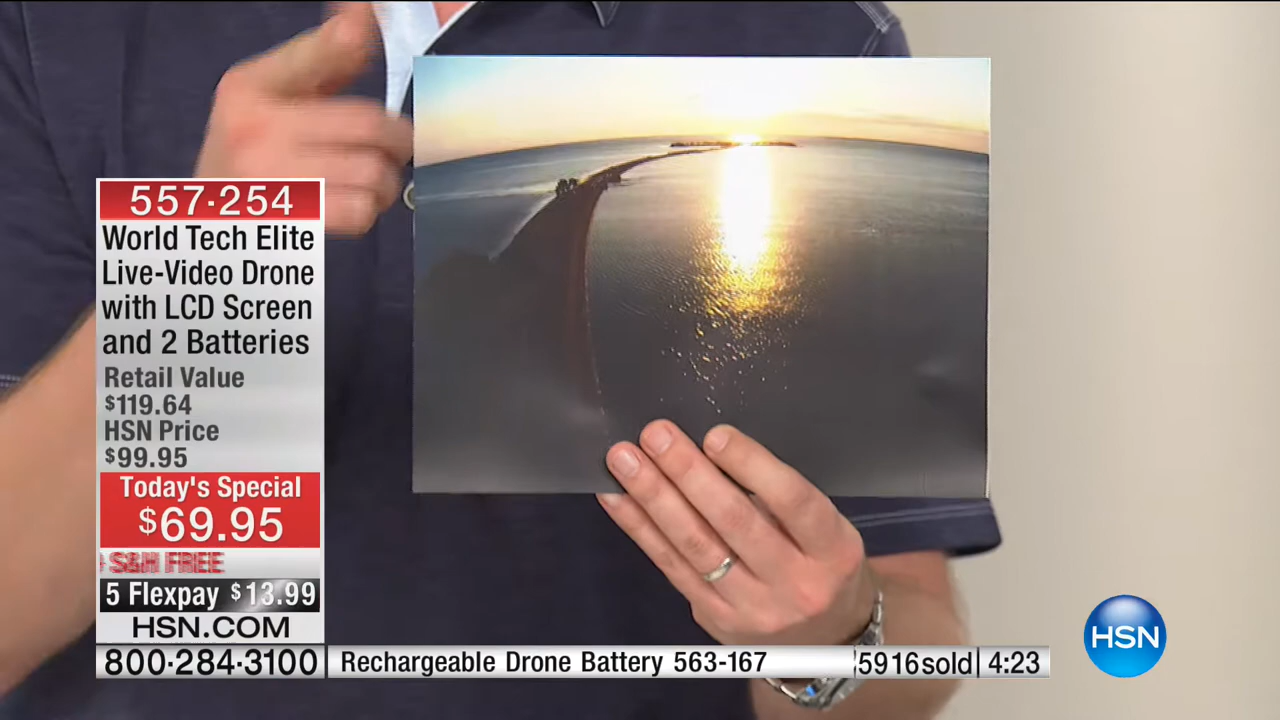 557-254
World Tech Elite
Live-Video Drone
with LCD Screen
and 2 Batteries
Retail Value
$119.64
HSN Price
$99.95
Today's Special
$69.95
S&H FREE
5 Flexpay $13.99
HSN.COM
800-284-3100 Rechargeable Drone Battery 563-167 5916sold 4:23
HSN